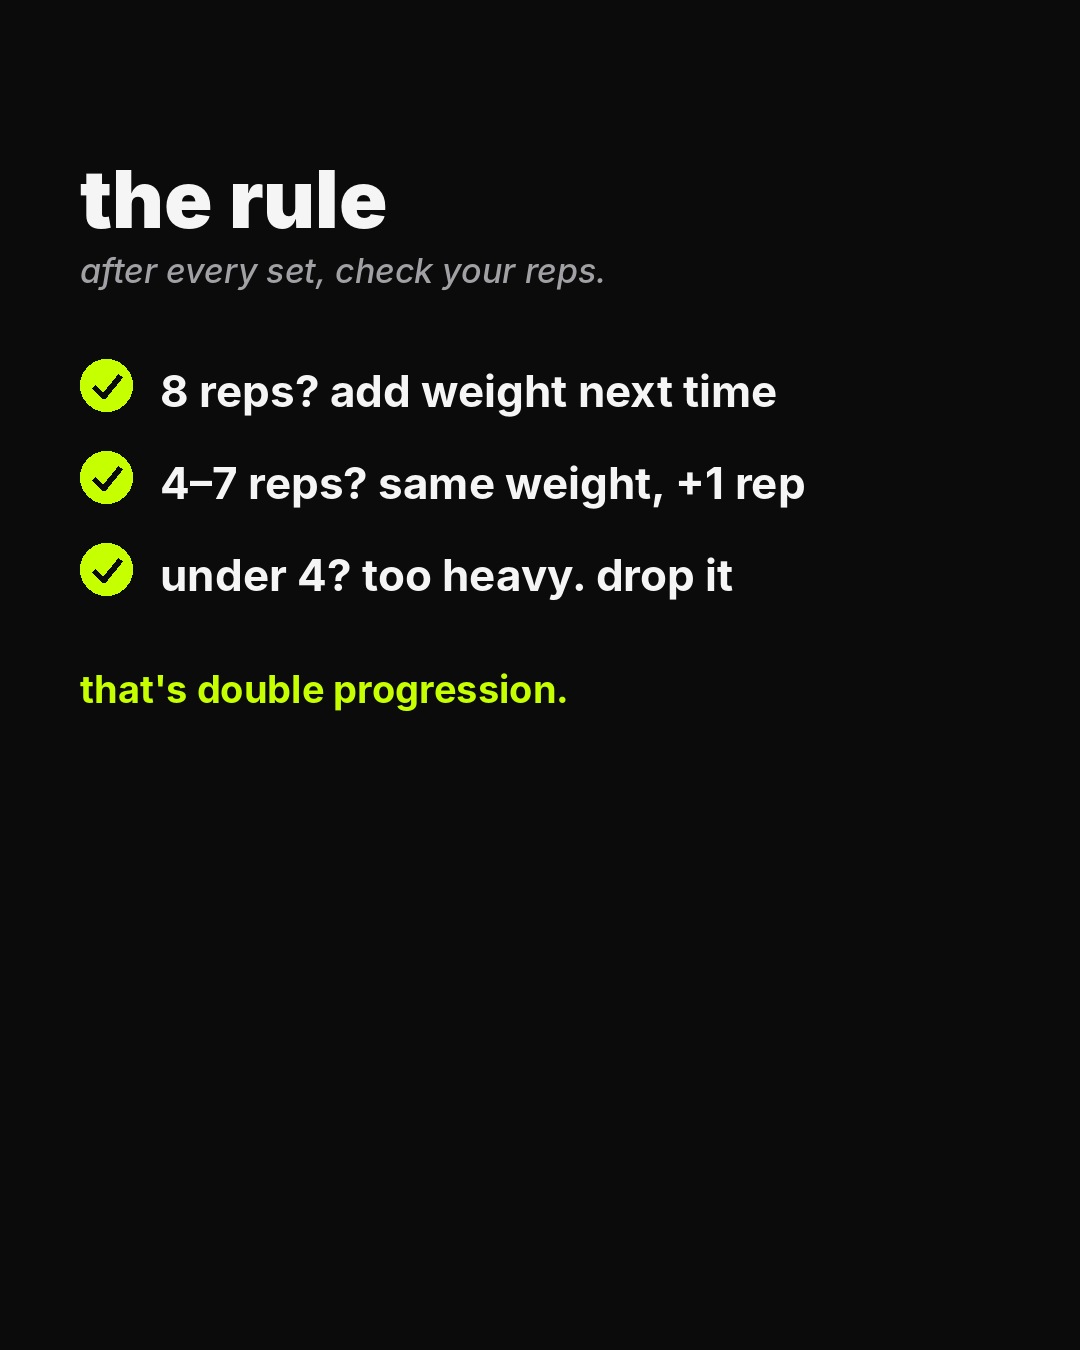 the rule
after every set, check your reps.
8 reps? add weight next time
4–7 reps? same weight, +1 rep
under 4? too heavy. drop it
that's double progression.